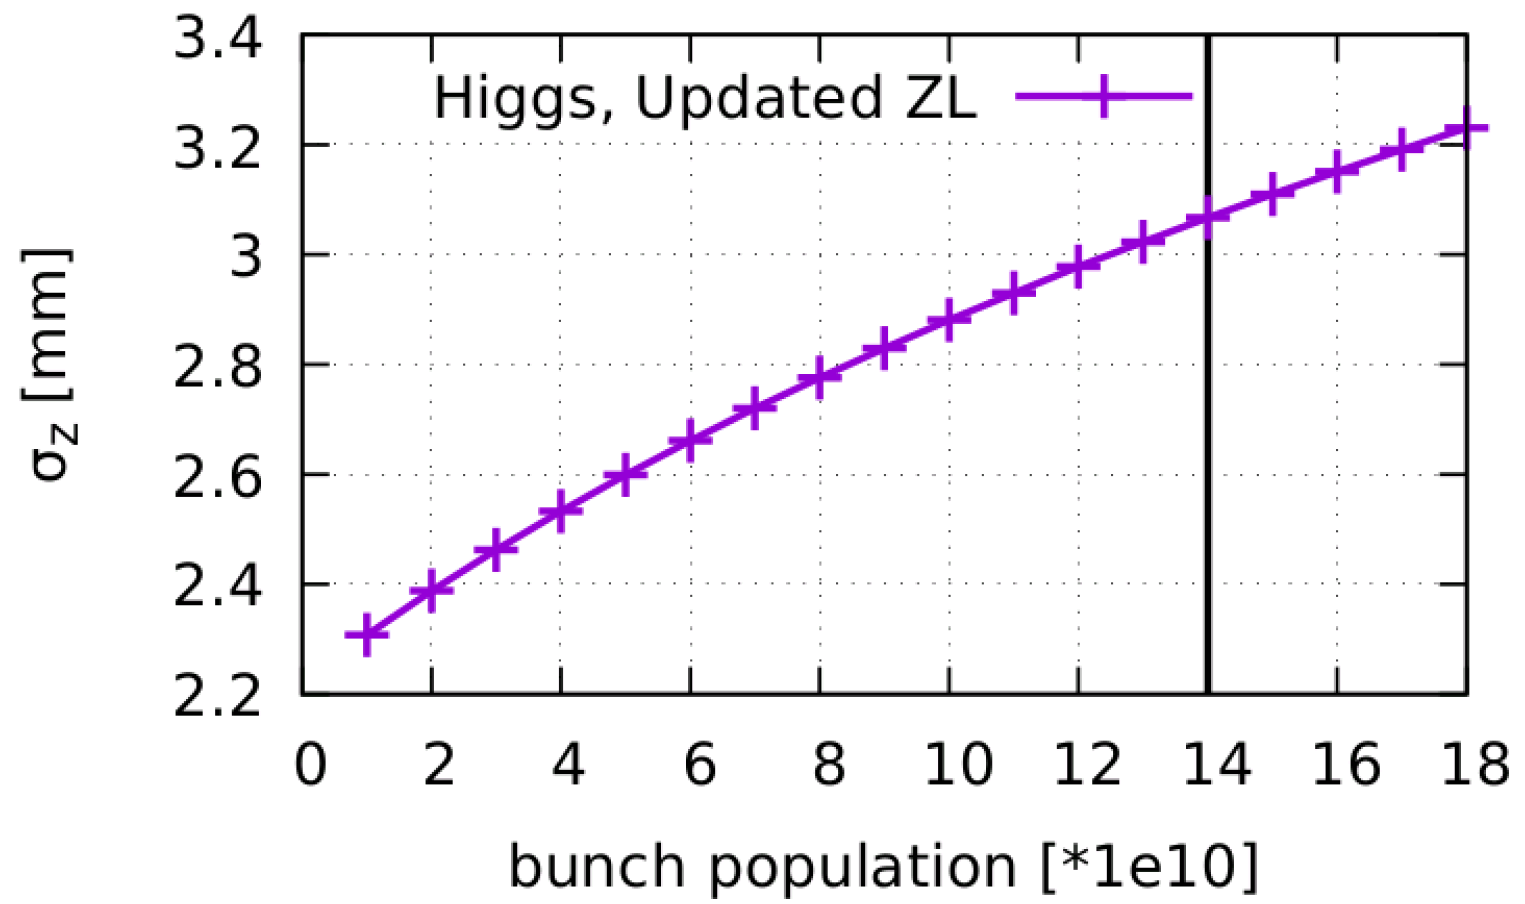 3.4
Higgs, Updated ZL
3.2
3
2.8
2.6
2.4
2.2
σz [mm]
0 2 4 6 8 10 12 14 16 18
bunch population [*1e10]